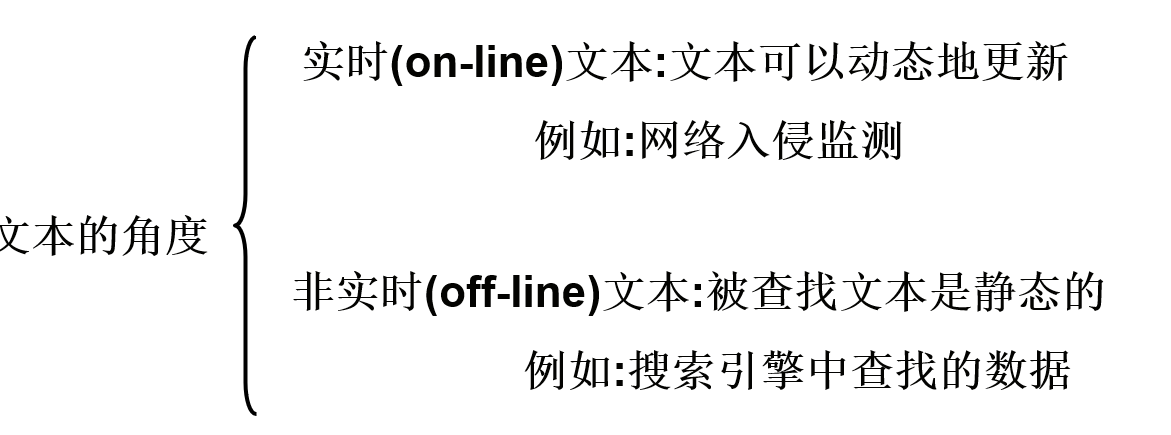 实时(on-line)文本:文本可以动态地更新
例如:网络入侵监测
文本的角度
非实时(off-line)文本:被查找文本是静态的
例如:搜索引擎中查找的数据